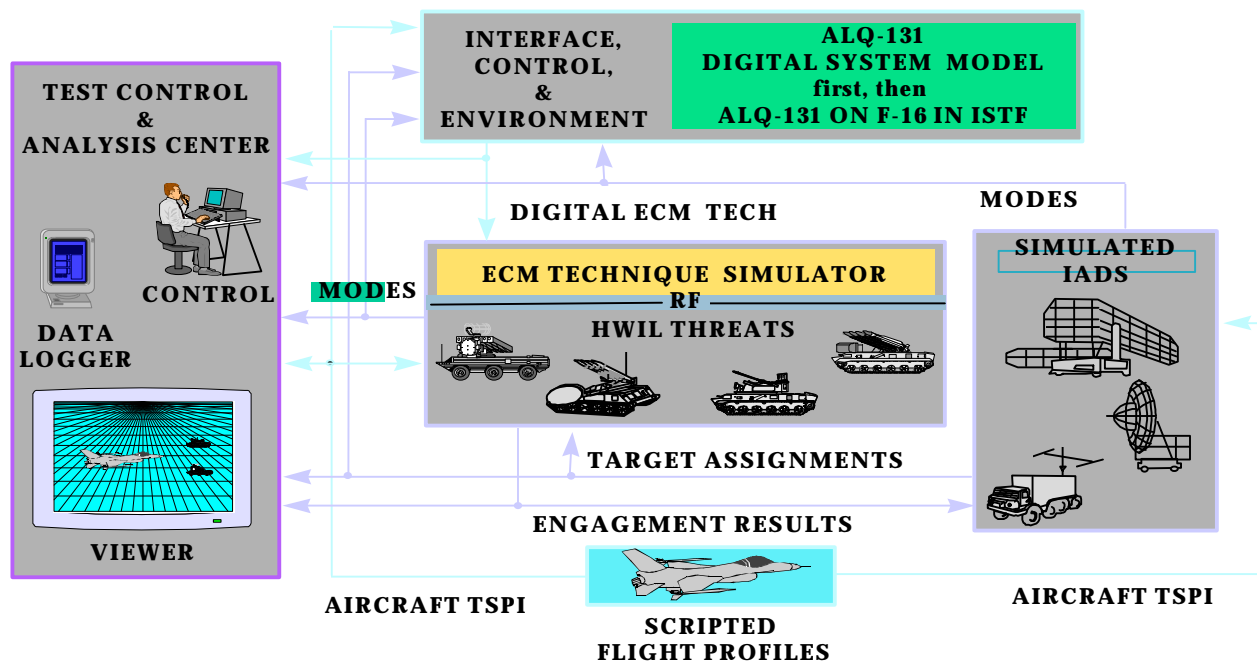 TEST CONTROL
&
ANALYSIS CENTER
CONTROL
DATA
LOGGER
VIEWER
INTERFACE,
CONTROL,
&
ENVIRONMENT
ALQ-131
DIGITAL SYSTEM MODEL
first, then
ALQ-131 ON F-16 IN ISTF
DIGITAL ECM TECH
MODES
MODES
ECM TECHNIQUE SIMULATOR
RF
HWIL THREATS
SIMULATED
IADS
TARGET ASSIGNMENTS
ENGAGEMENT RESULTS
AIRCRAFT TSPI
SCRIPTED
FLIGHT PROFILES
AIRCRAFT TSPI